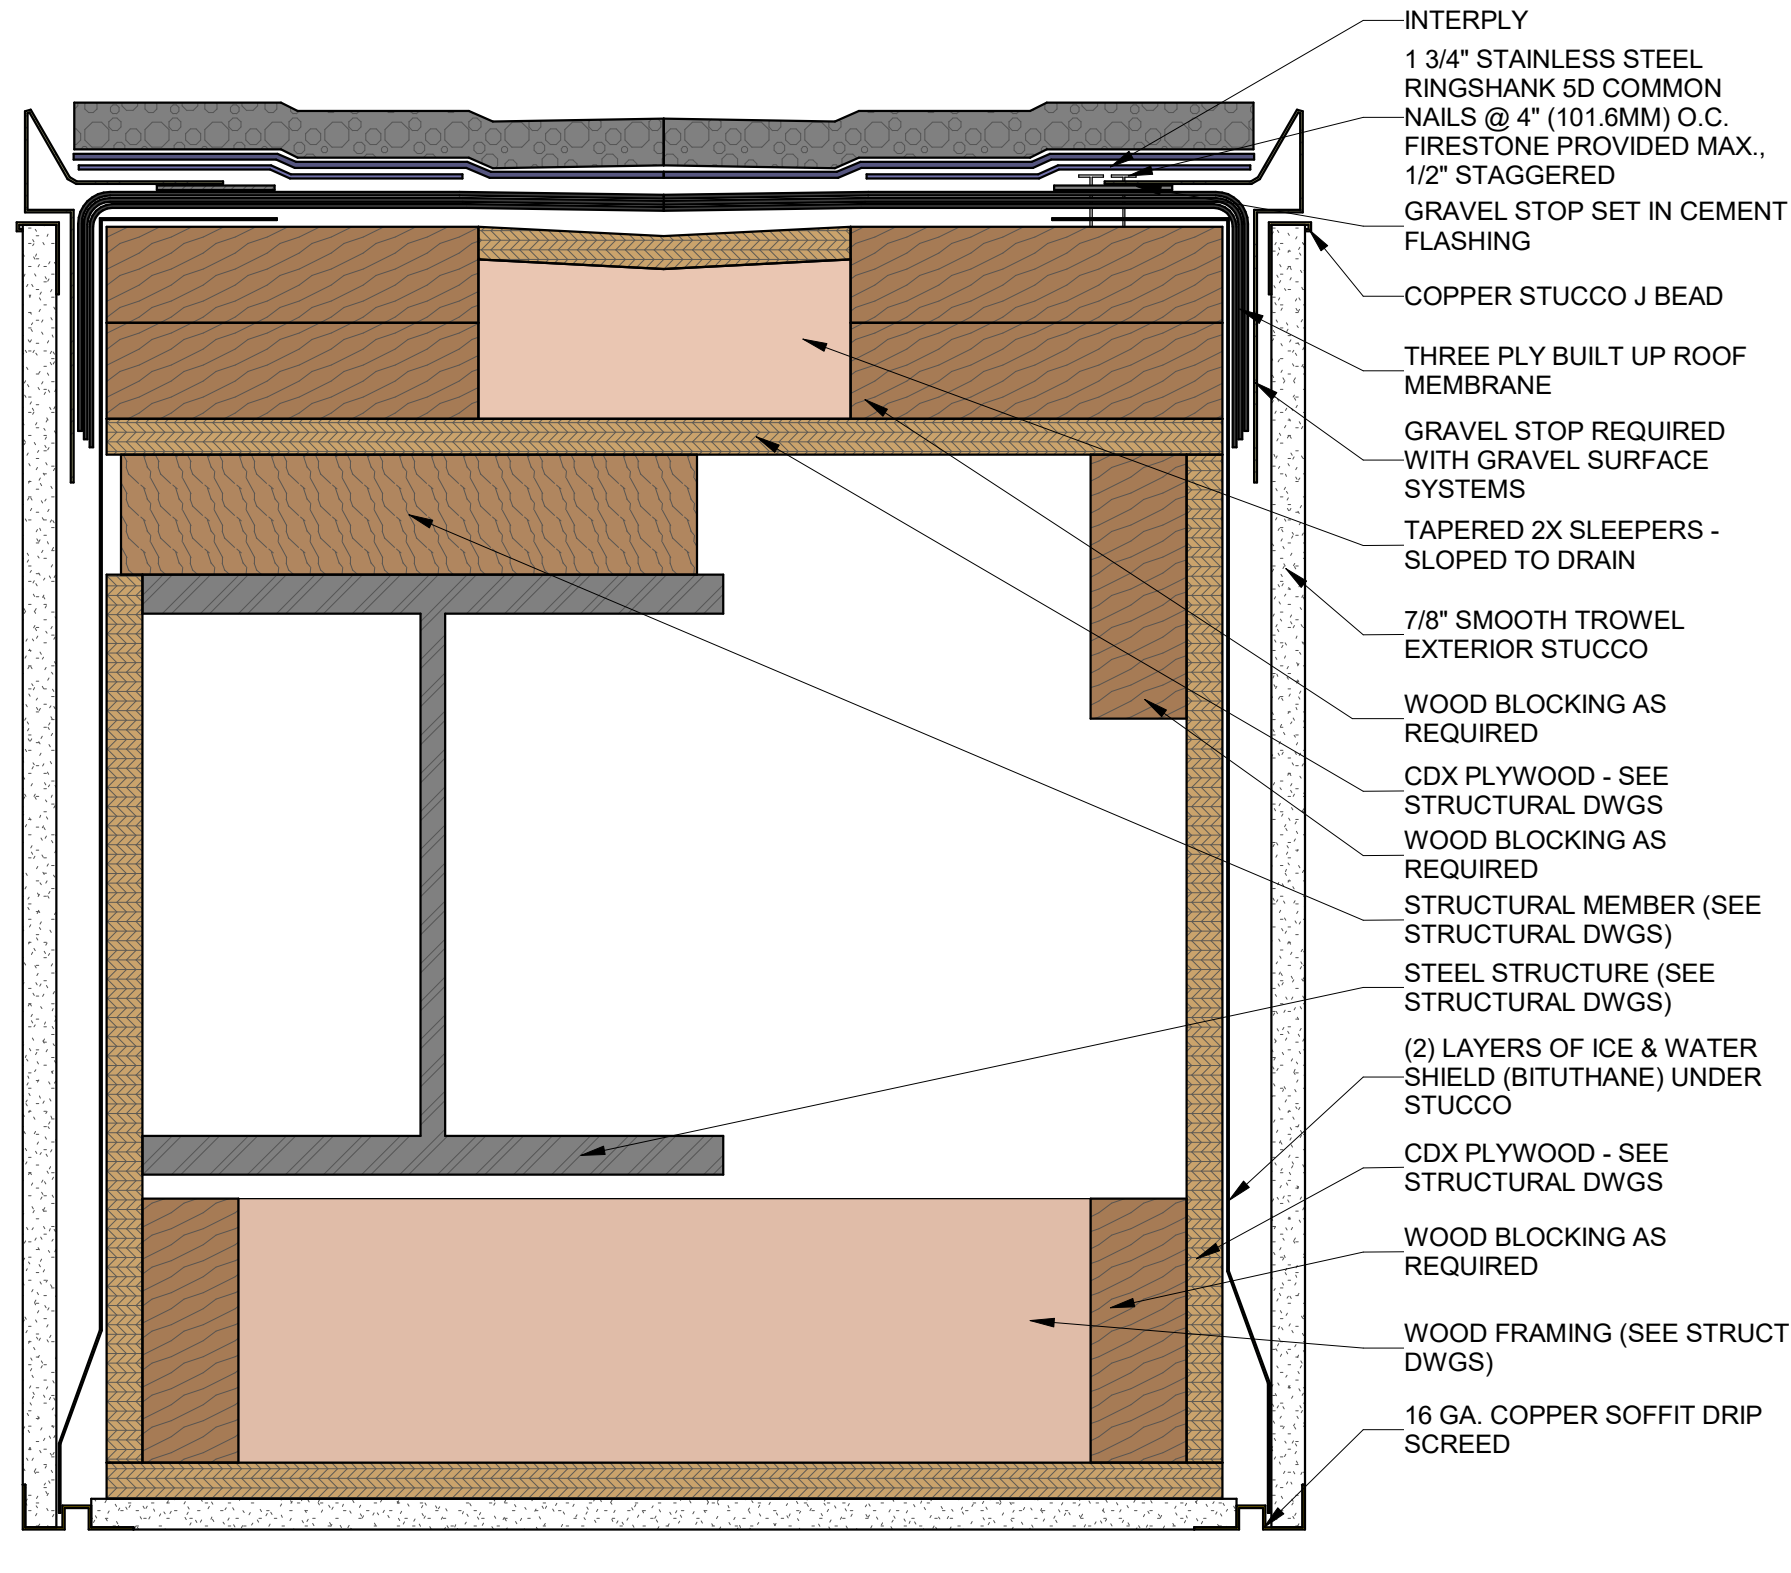 INTERPLY
1 3/4" STAINLESS STEEL
RINGSHANK 5D COMMON
NAILS @ 4" (101.6MM) O.C.
FIRESTONE PROVIDED MAX.,
1/2" STAGGERED
GRAVEL STOP SET IN CEMENT
FLASHING
COPPER STUCCO J BEAD
THREE PLY BUILT UP ROOF
MEMBRANE
GRAVEL STOP REQUIRED
WITH GRAVEL SURFACE
SYSTEMS
TAPERED 2X SLEEPERS -
SLOPED TO DRAIN
7/8" SMOOTH TROWEL
EXTERIOR STUCCO
WOOD BLOCKING AS
REQUIRED
CDX PLYWOOD - SEE
STRUCTURAL DWGS
WOOD BLOCKING AS
REQUIRED
STRUCTURAL MEMBER (SEE
STRUCTURAL DWGS)
STEEL STRUCTURE (SEE
STRUCTURAL DWGS)
(2) LAYERS OF ICE & WATER
SHIELD (BITUTHANE) UNDER
STUCCO
CDX PLYWOOD - SEE
STRUCTURAL DWGS
WOOD BLOCKING AS
REQUIRED
WOOD FRAMING (SEE STRUCT
DWGS)
16 GA. COPPER SOFFIT DRIP
SCREED